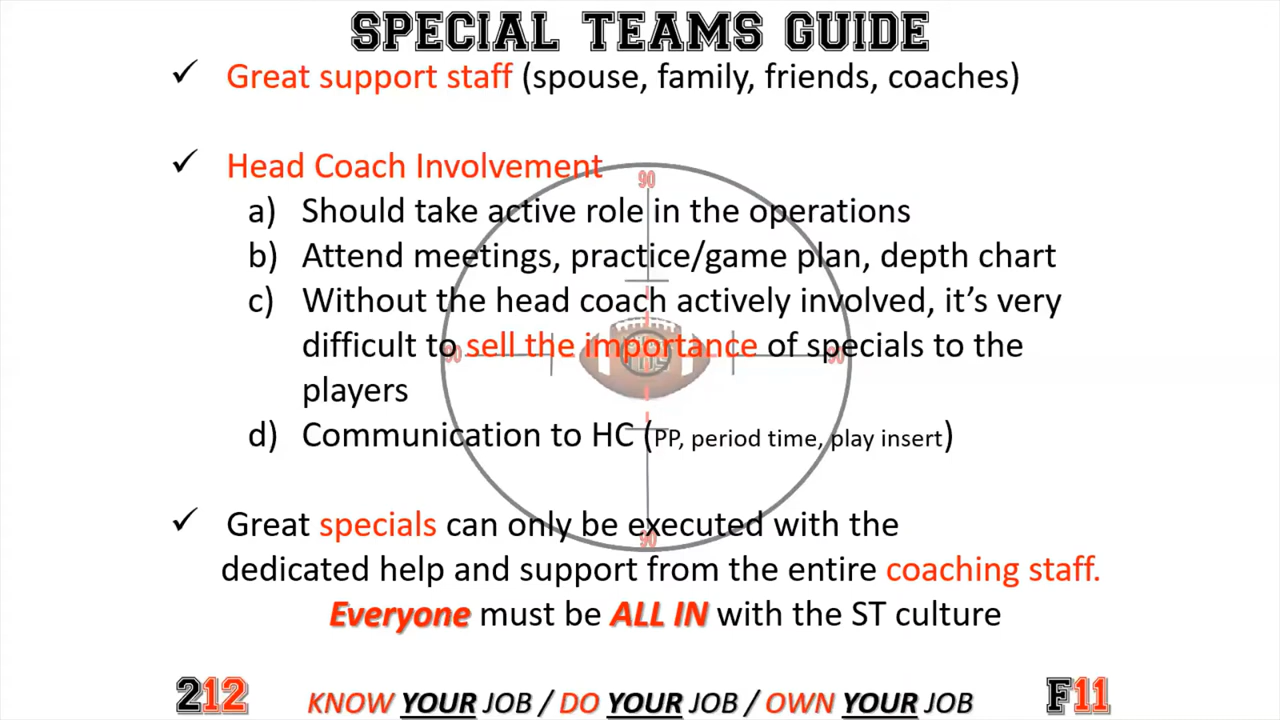 SPECIAL TEAMS GUIDE
✓ Great support staff (spouse, family, friends, coaches)
✓ Head Coach Involvement
90
a) Should take active role in the operations
b) Attend meetings, practice/game plan, depth chart
c) Without the head coach actively involved, it's very
difficult to sell the importance of specials to the
90
90
players
d) Communication to HC (PP, period time, play insert)
✓ Great specials can only be executed with the
90
dedicated help and support from the entire coaching staff.
Everyone must be ALL IN with the ST culture
212
KNOW YOUR JOB / DO YOUR JOB / OWN YOUR JOB
F11